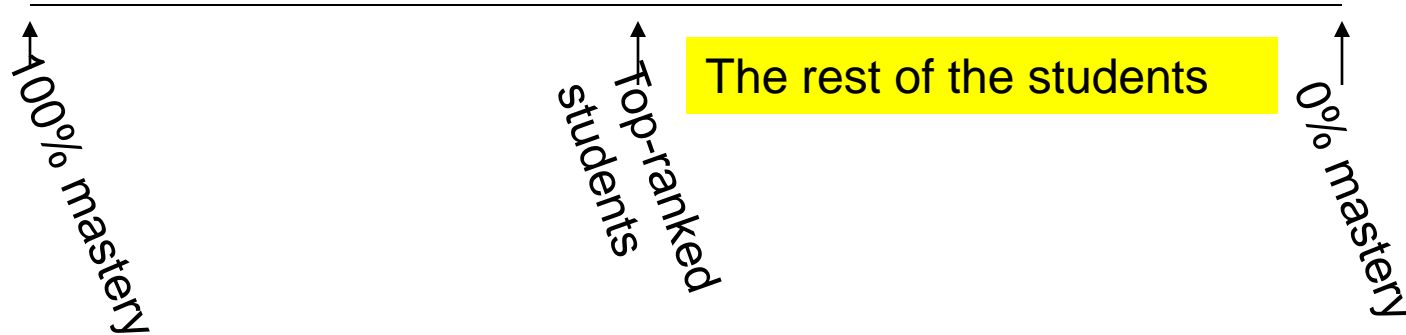 100% mastery
Top-ranked
students
The rest of the students
0% mastery